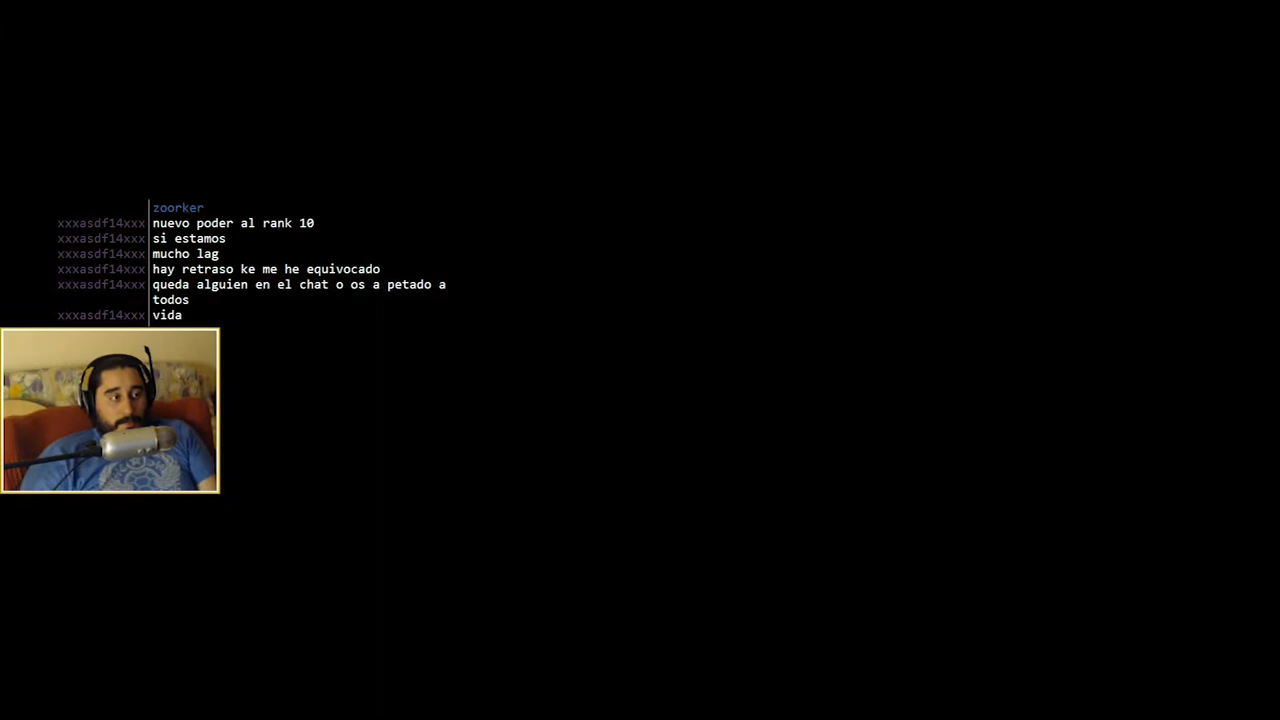 zoorker
xxxasdf14xxx nuevo poder al rank 10
xxxasdf14xxx si estamos
xxxasdf14xxx mucho lag
xxxasdf14xxx hay retraso ke me he equivocado
xxxasdf14xxx queda alguien en el chat o os a petado a
todos
xxxasdf14xxx vida